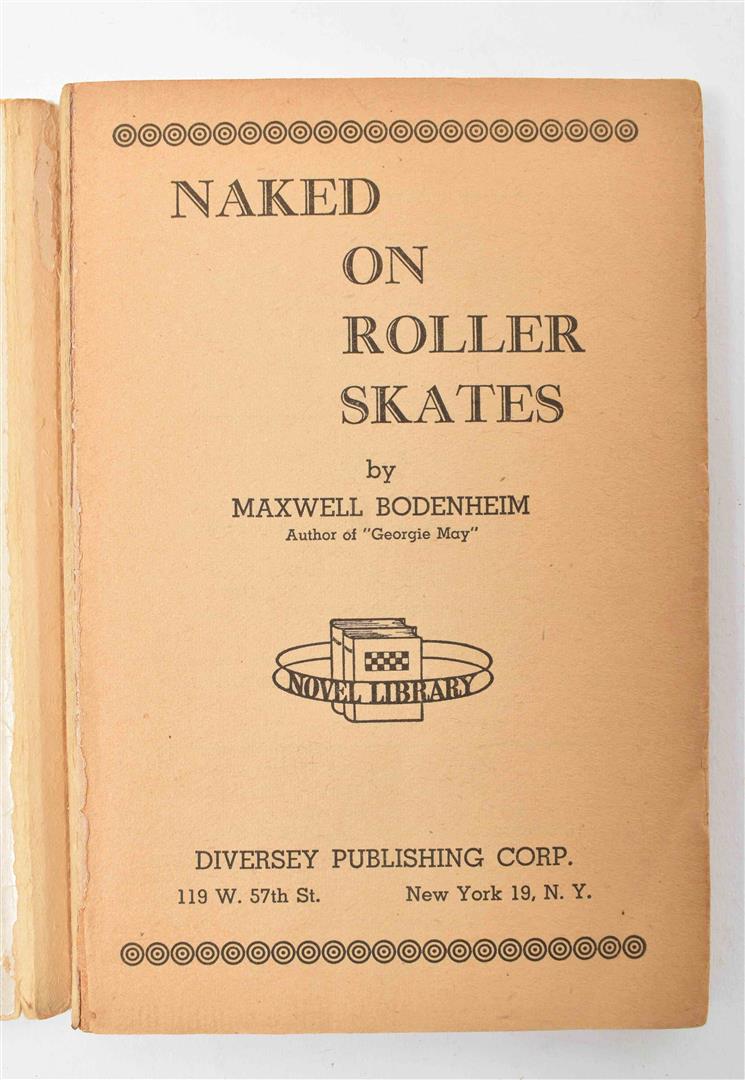 NAKED
ON
ROLLER
SKATES
by
MAXWELL BODENHEIM
Author of "Georgie May"
NOVEL LIBRARY
DIVERSEY PUBLISHING CORP.
119 W. 57th St. New York 19, N. Y.